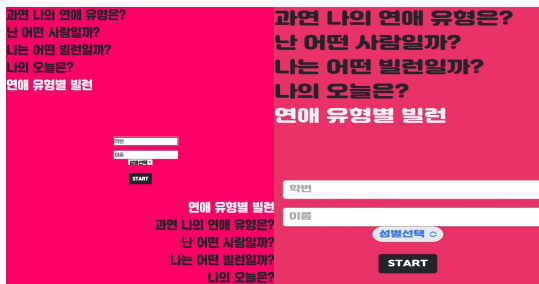 과연 나의 연애 유형은?
난 어떤 사람일까?
나는 어떤 빌런일까?
나의 오늘은?
연애 유형별 빌런
학번
이름
성별선택
START
연애 유형별 빌런
과연 나의 연애 유형은?
난 어떤 사람일까?
나는 어떤 빌런일까?
나의 오늘은?
과연 나의 연애 유형은?
난 어떤 사람일까?
나는 어떤 빌런일까?
나의 오늘은?
연애 유형별 빌런
학번
이름
성별선택
START